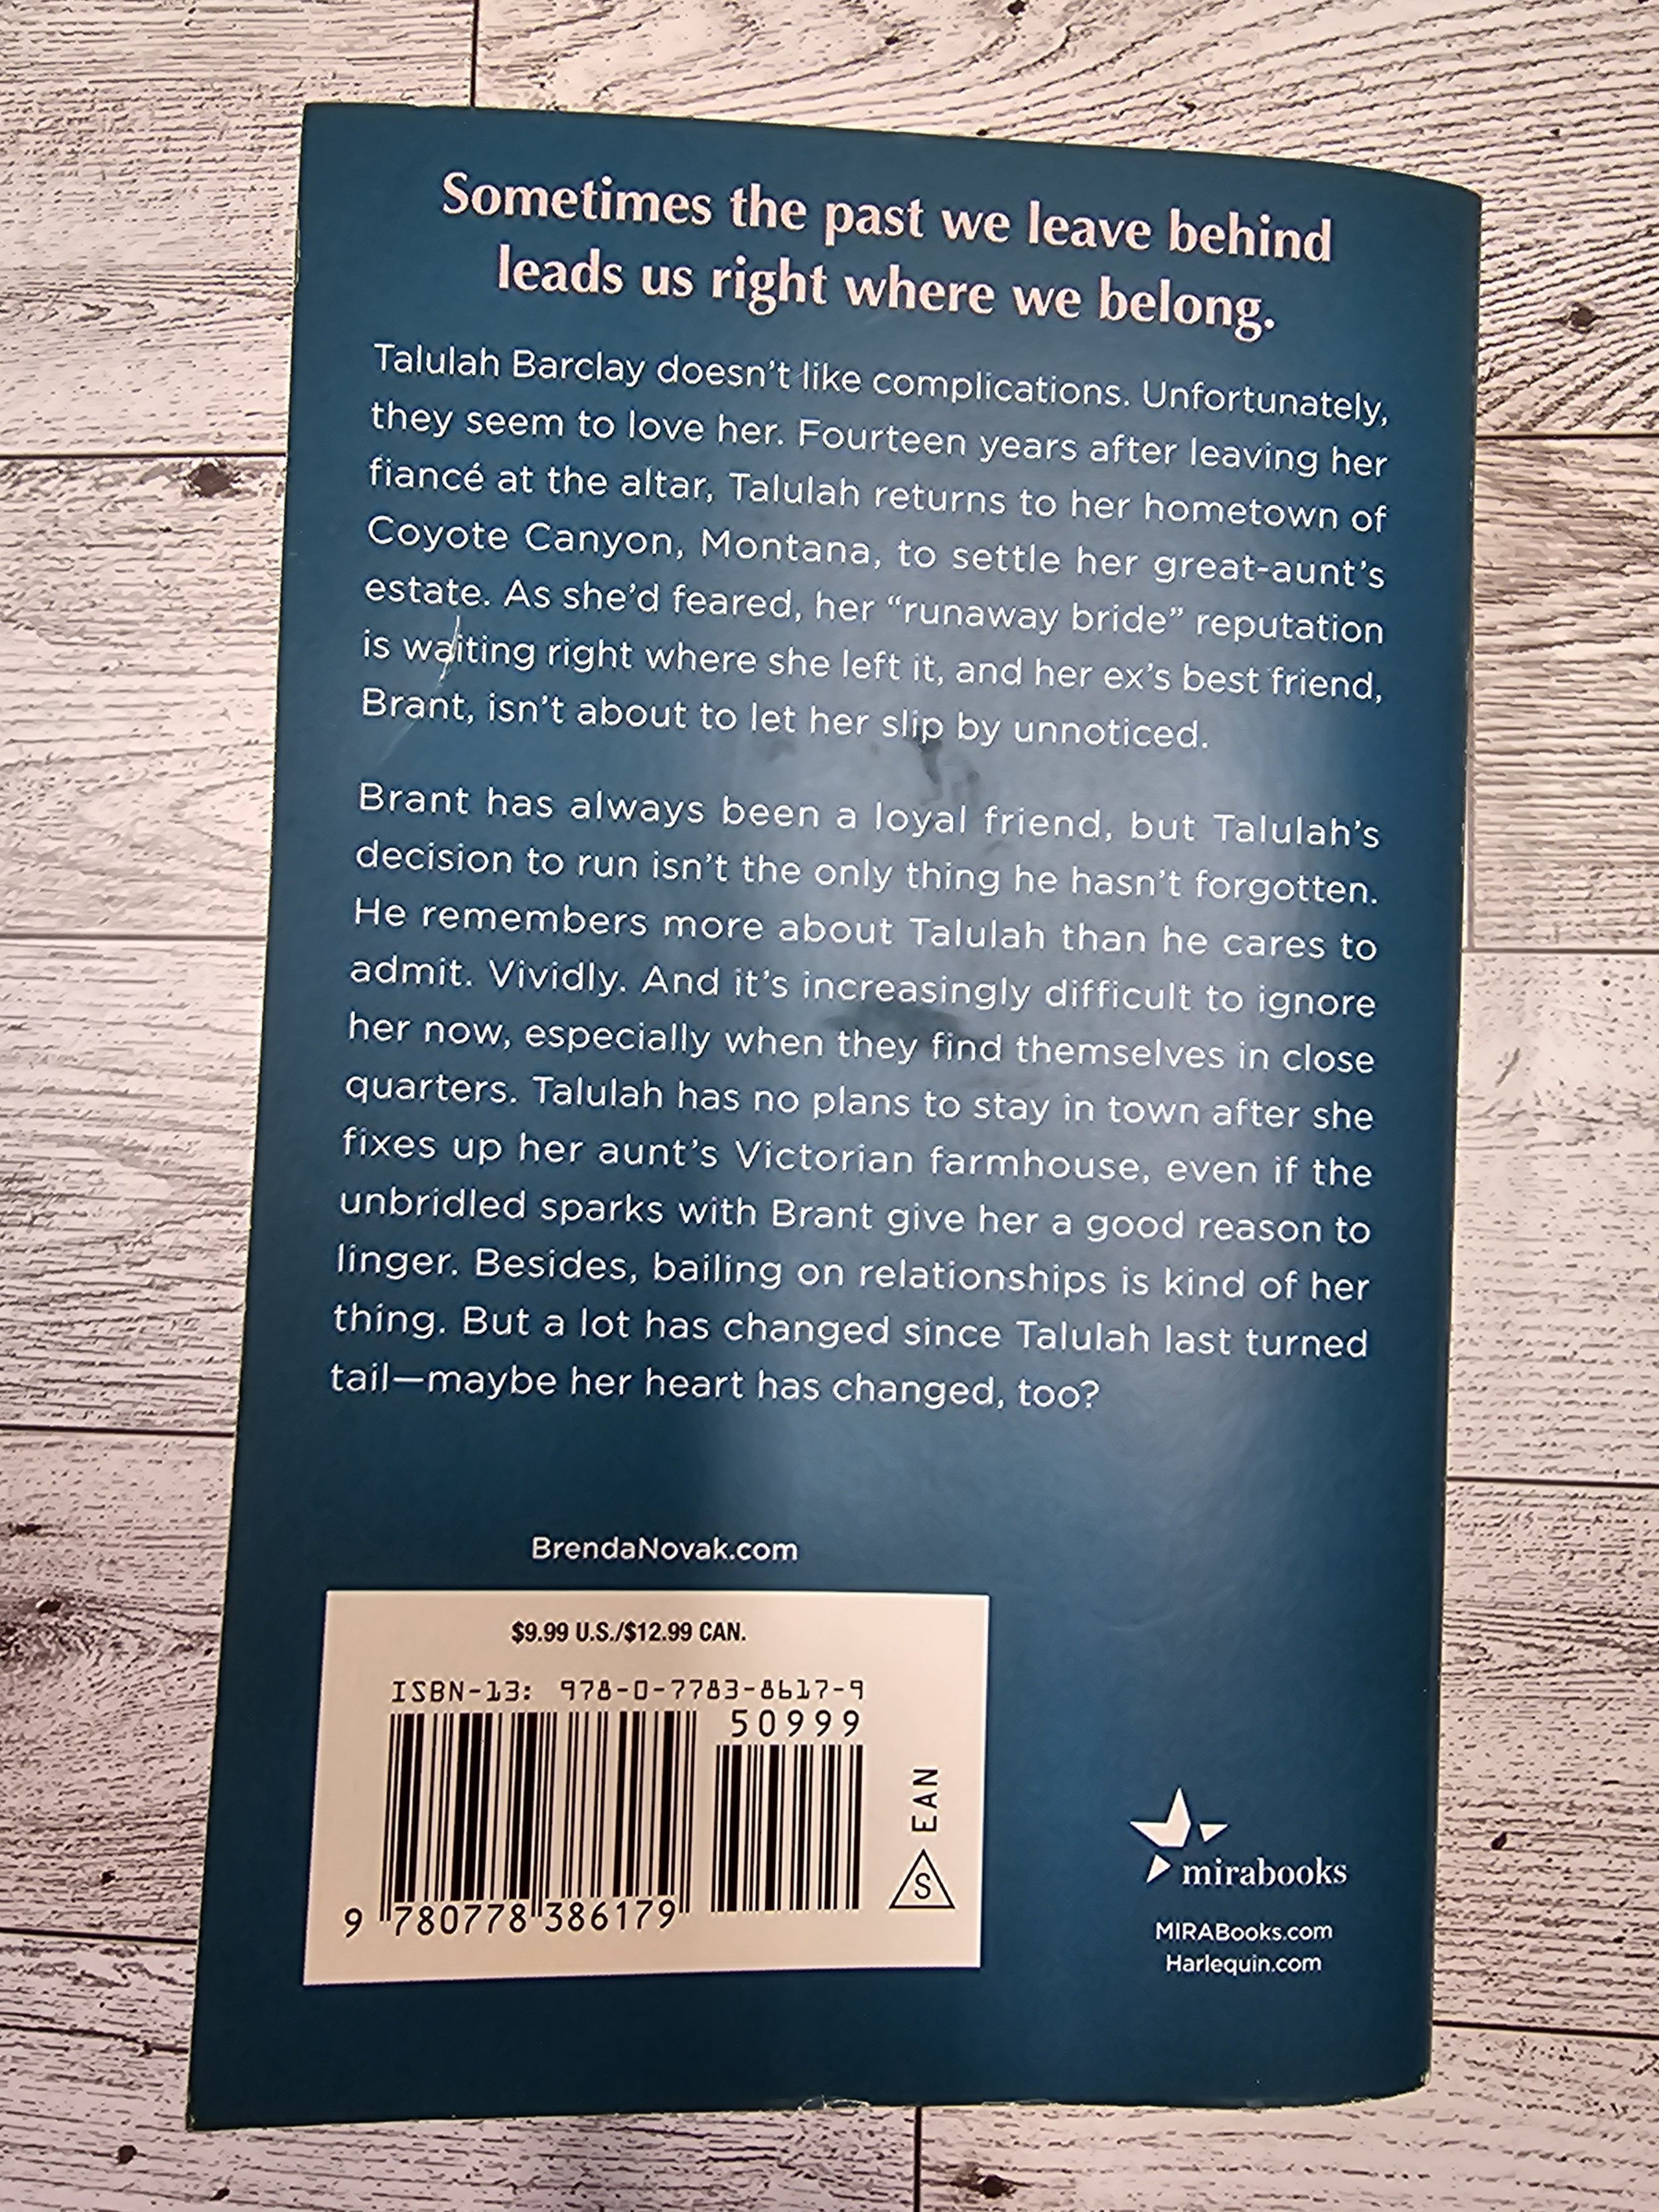 Sometimes the past we leave behind
leads us right where we belong.
Talulah Barclay doesn't like complications. Unfortunately,
they seem to love her. Fourteen years after leaving her
fiancé at the altar, Talulah returns to her hometown of
Coyote Canyon, Montana, to settle her great-aunt's
estate. As she'd feared, her “runaway bride” reputation
is waiting right where she left it, and her ex's best friend,
Brant, isn't about to let her slip by unnoticed.
Brant has always been a loyal friend, but Talulah's
decision to run isn't the only thing he hasn't forgotten.
He remembers more about Talulah than he cares to
admit. Vividly. And it's increasingly difficult to ignore
her now, especially when they find themselves in close
quarters. Talulah has no plans to stay in town after she
fixes up her aunt's Victorian farmhouse, even if the
unbridled sparks with Brant give her a good reason to
linger. Besides, bailing on relationships is kind of her
thing. But a lot has changed since Talulah last turned
tail—maybe her heart has changed, too?
BrendaNovak.com
$9.99 U.S./$12.99 CAN.
ISBN-13: 978-0-7783-8617-9
50999
9 780778 386179
EAN
S
mirabooks
MIRABooks.com
Harlequin.com